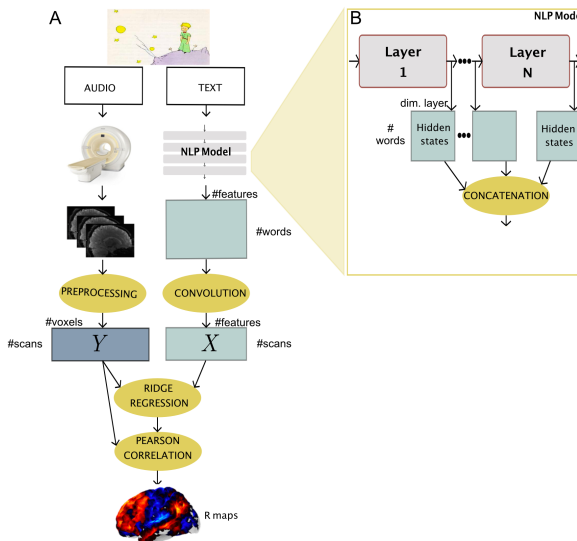 A
AUDIO
TEXT
NLP Model
#features
#words
PREPROCESSING
CONVOLUTION
#voxels
#features
#scans
Y
X
#scans
RIDGE
REGRESSION
PEARSON
CORRELATION
R maps
B
NLP Mode
Layer
1
Layer
N
dim. layer
#
words
Hidden
states
Hidden
states
CONCATENATION